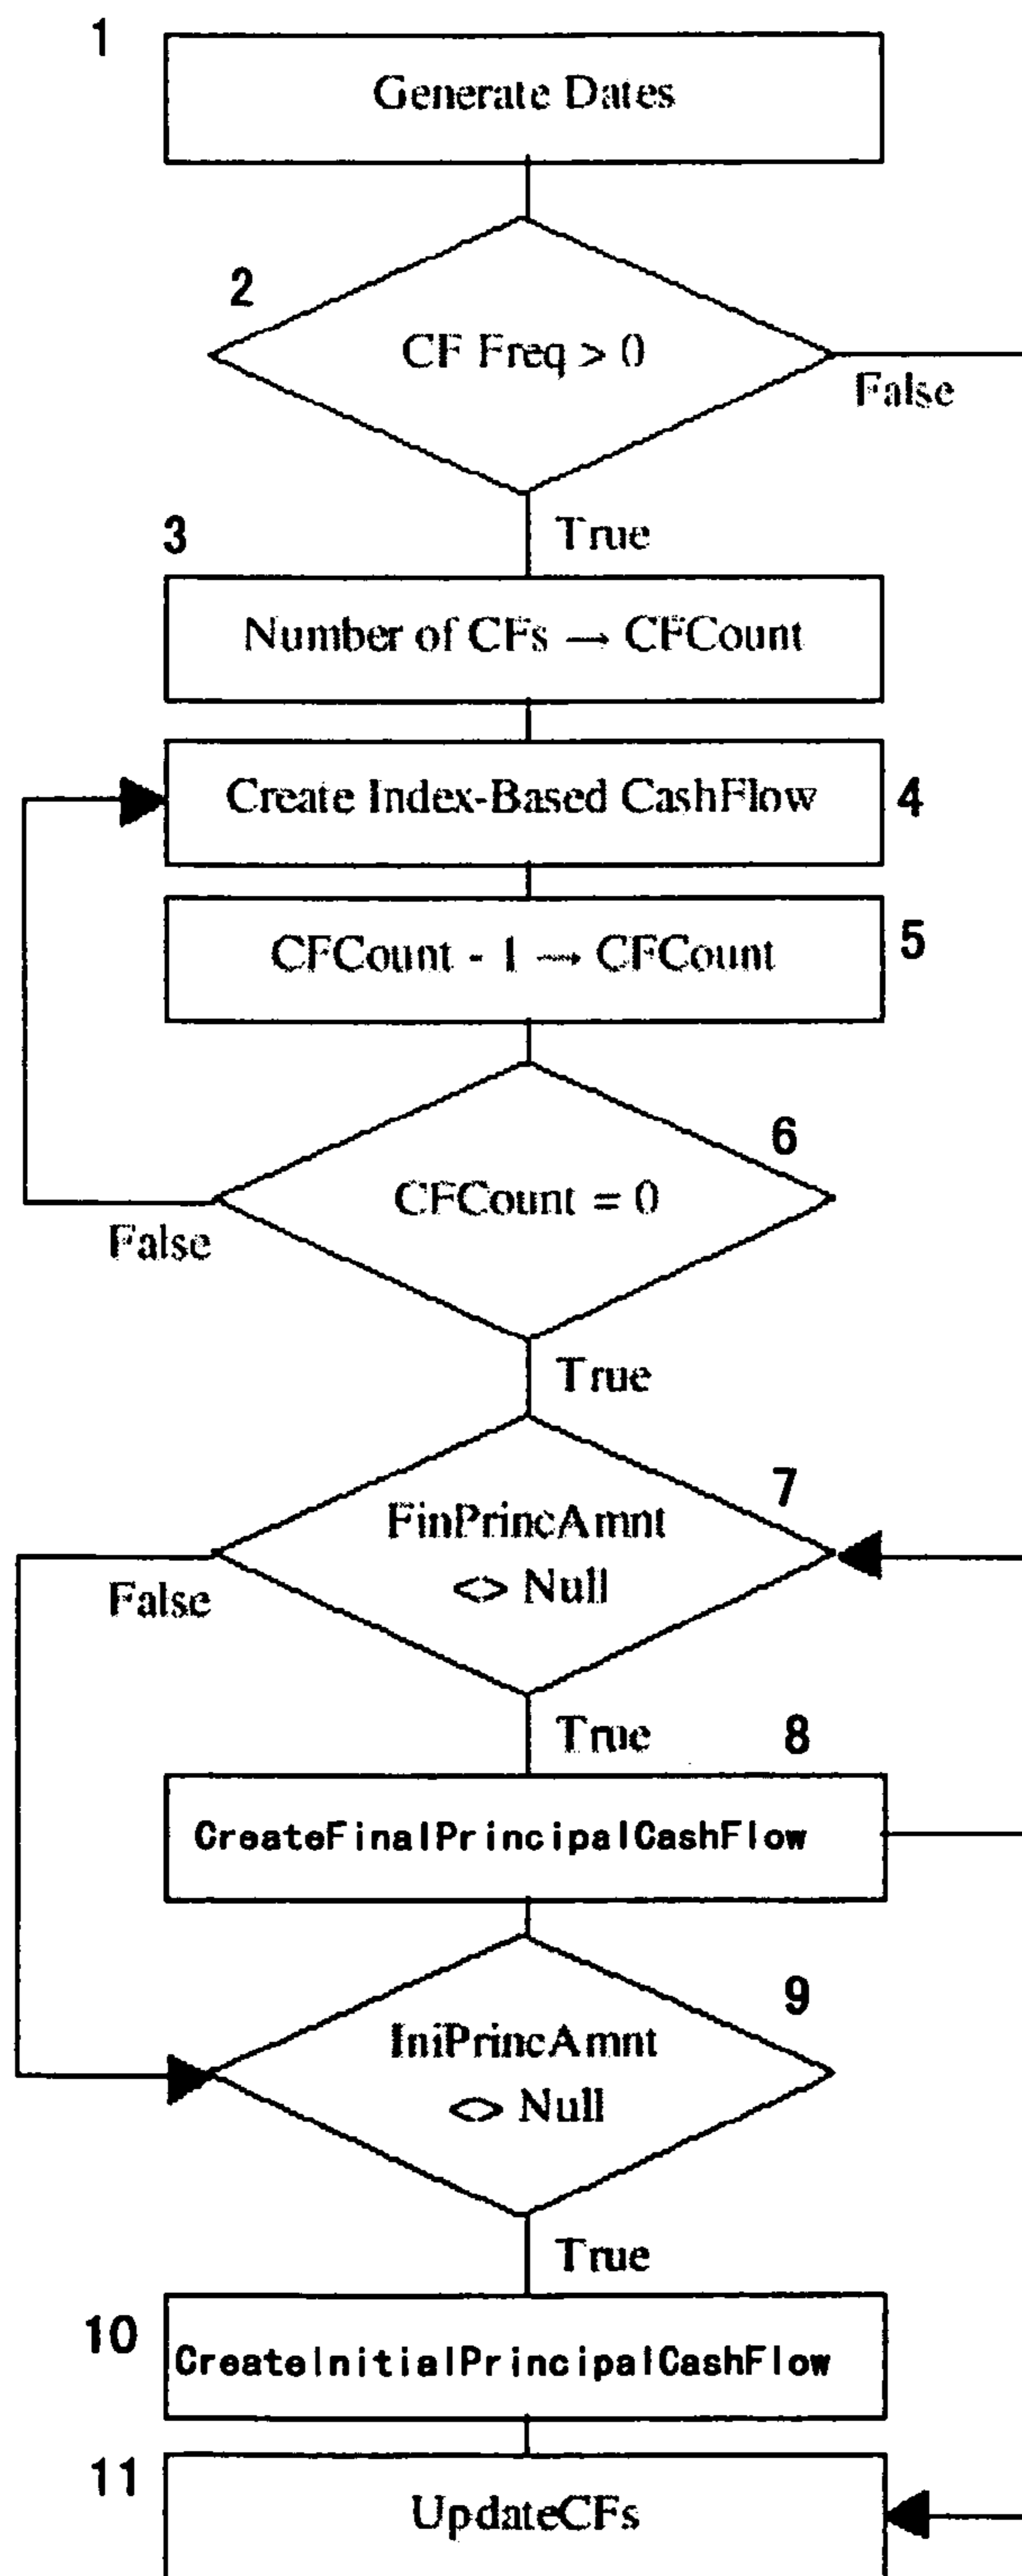 1
Generate Dates
2
CF Freq > 0
False
3
True
Number of CFs → CFCount
Create Index-Based CashFlow
4
CFCount - 1 → CFCount
5
6
CFCount = 0
False
True
7
FinPrincAmnt
<> Null
False
True
8
CreateFinalPrincipalCashFlow
9
IniPrincAmnt
<> Null
True
10
CreateInitialPrincipalCashFlow
11
UpdateCFs